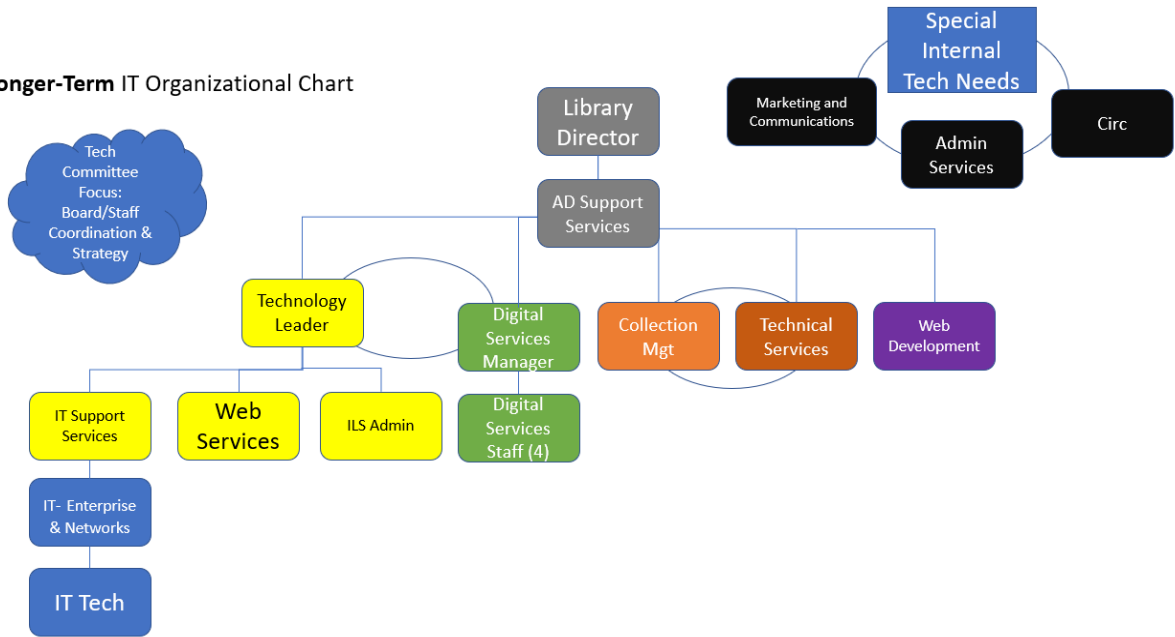 onger-Term IT Organizational Chart
Special
Internal
Tech Needs
Marketing and
Communications
Admin
Services
Circ
Library
Director
AD Support
Services
Tech
Committee
Focus:
Board/Staff
Coordination &
Strategy
Technology
Leader
Digital
Services
Manager
Collection
Mgt
Technical
Services
Web
Development
IT Support
Services
Web
Services
ILS Admin
Digital
Services
Staff (4)
IT- Enterprise
& Networks
IT Tech